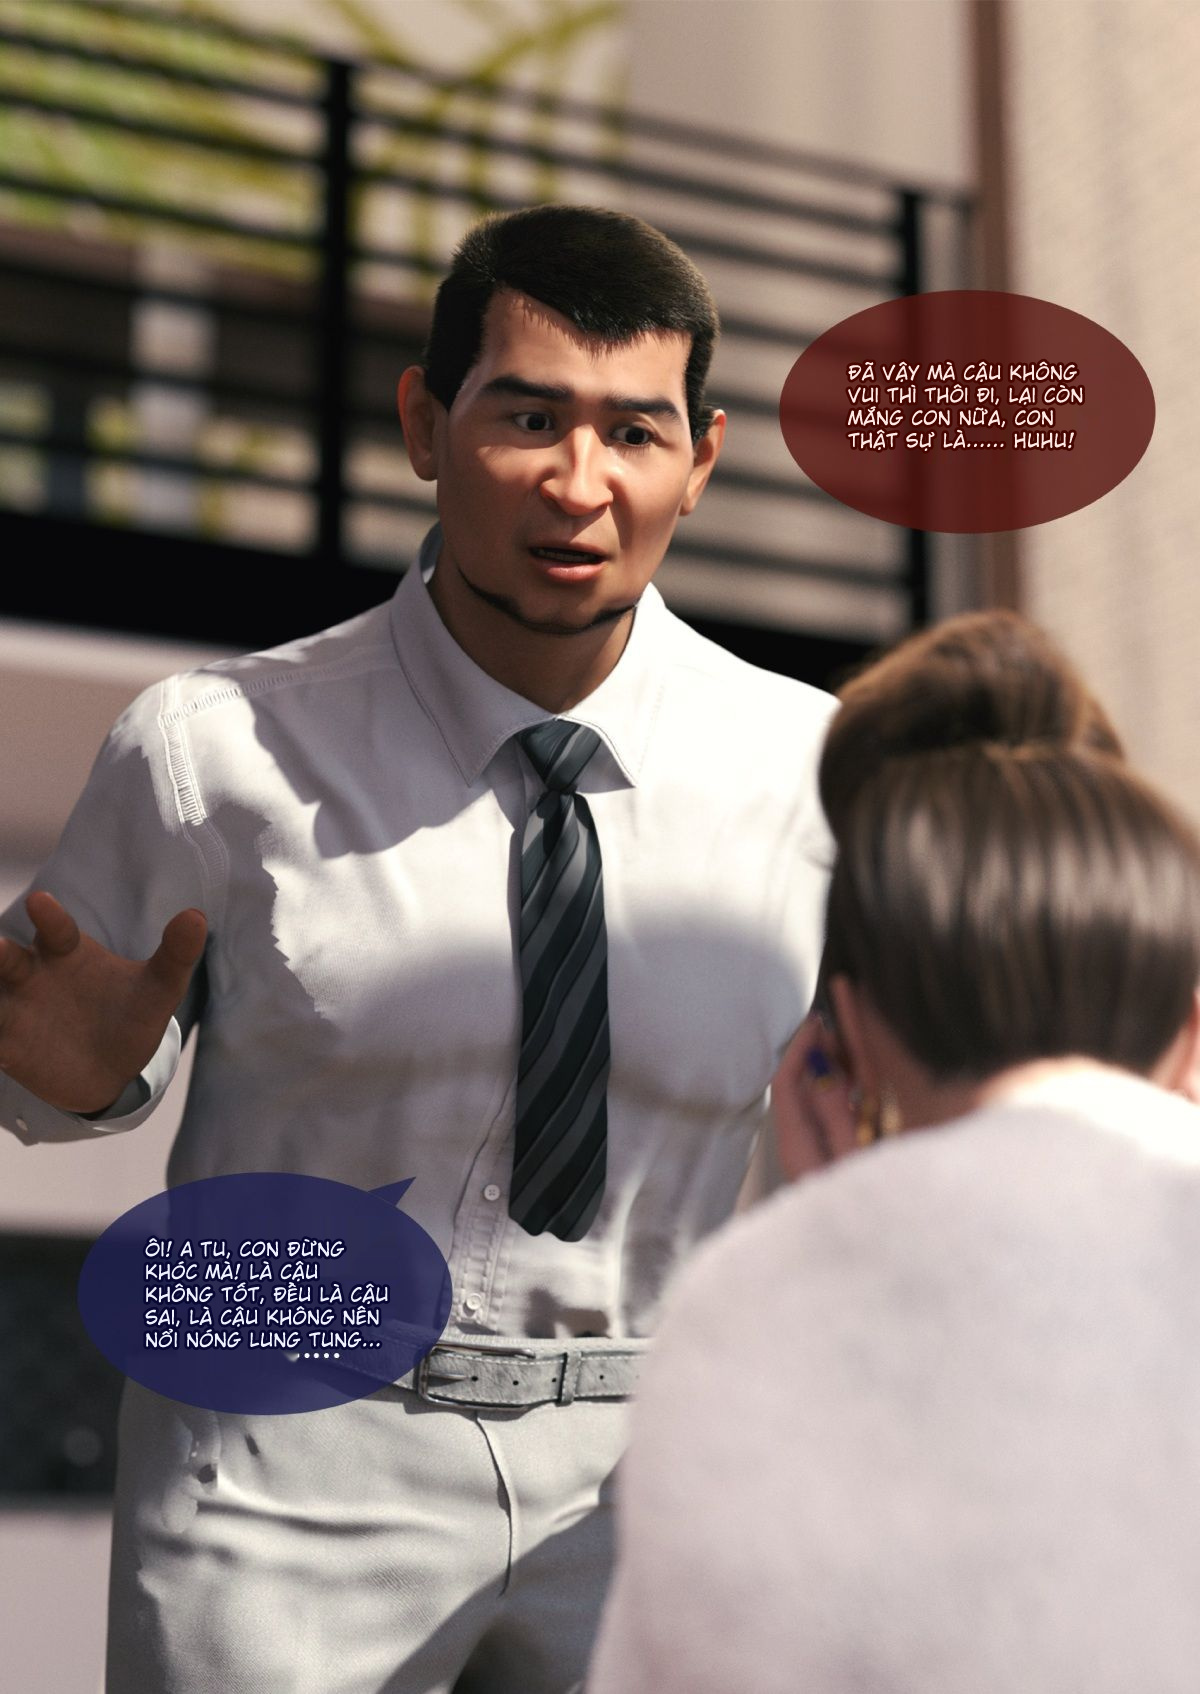 ĐÃ VẬY MÀ CẬU KHÔNG
VUI THÌ THÔI ĐI, LẠI CÒN
MẮNG CON NỮA, CON
THẬT SỰ LÀ...... HUHU!
ÔI! A TU, CON ĐỪNG
KHÓC MÀ! LÀ CẬU
KHÔNG TỐT, ĐỀU LÀ CẬU
SAI, LÀ CẬU KHÔNG NÊN
NỔI NÓNG LUNG TUNG...
.....